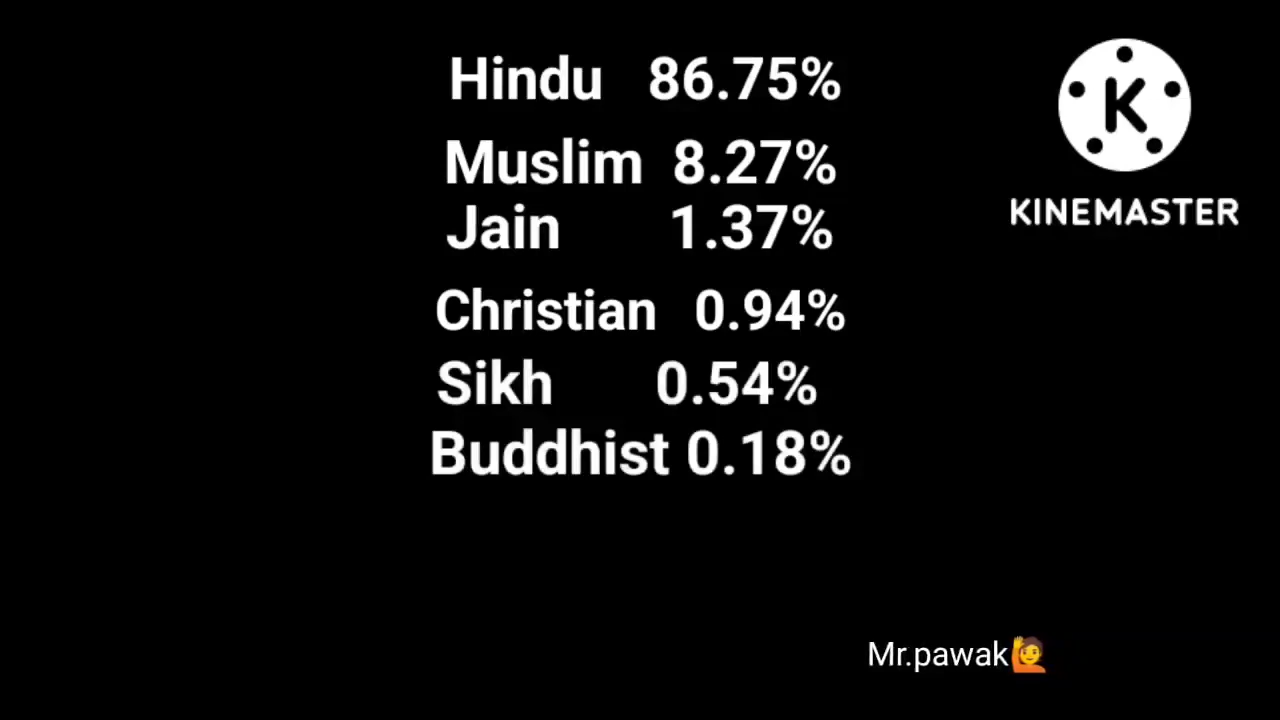 Hindu 86.75%
Muslim 8.27%
Jain 1.37%
Christian 0.94%
Sikh 0.54%
Buddhist 0.18%
K
KINEMASTER
Mr.pawak🙋